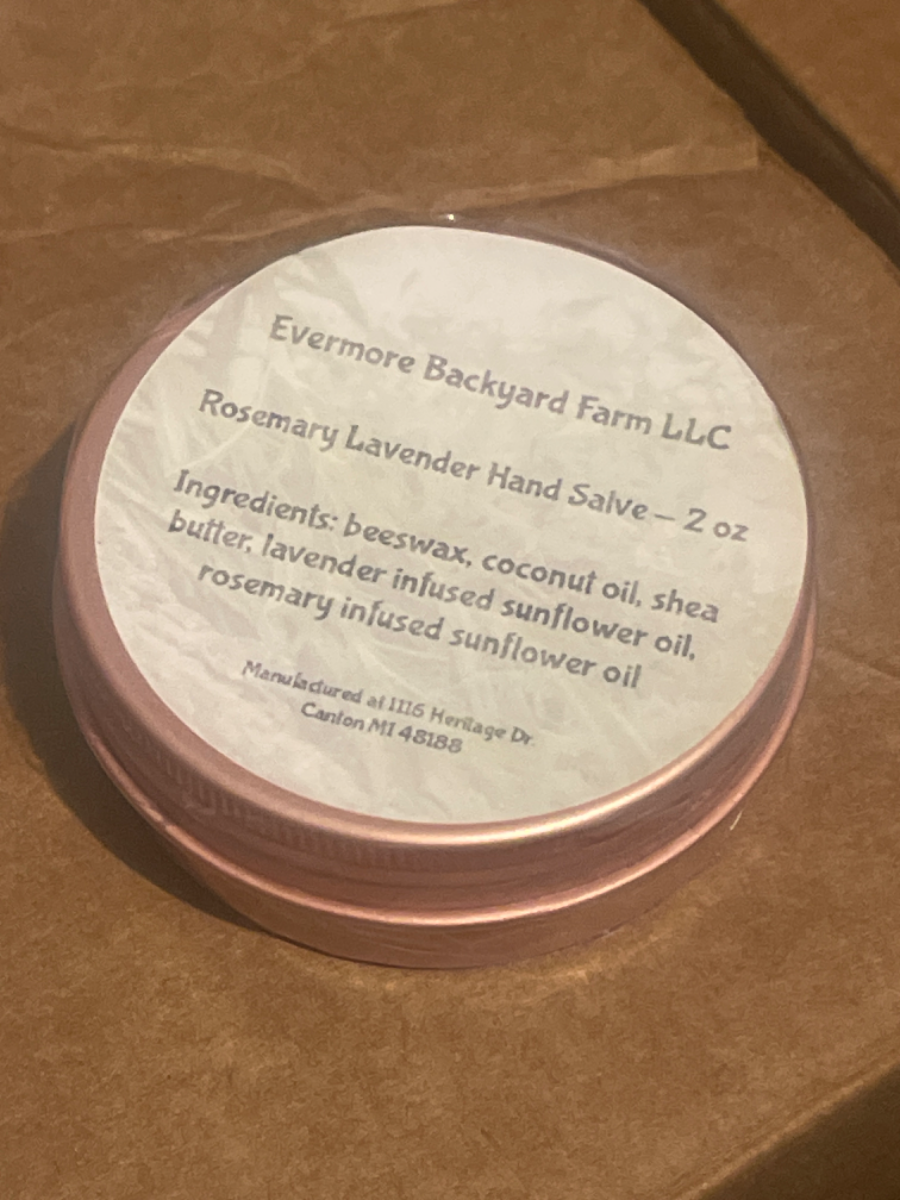 Evermore Backyard Farm LLC
Rosemary Lavender Hand Salve – 2 oz
Ingredients: beeswax, coconut oil, shea
butter, lavender infused sunflower oil,
rosemary infused sunflower oil
Manufactured at 1116 Heritage Dr.
Canton MI 48188